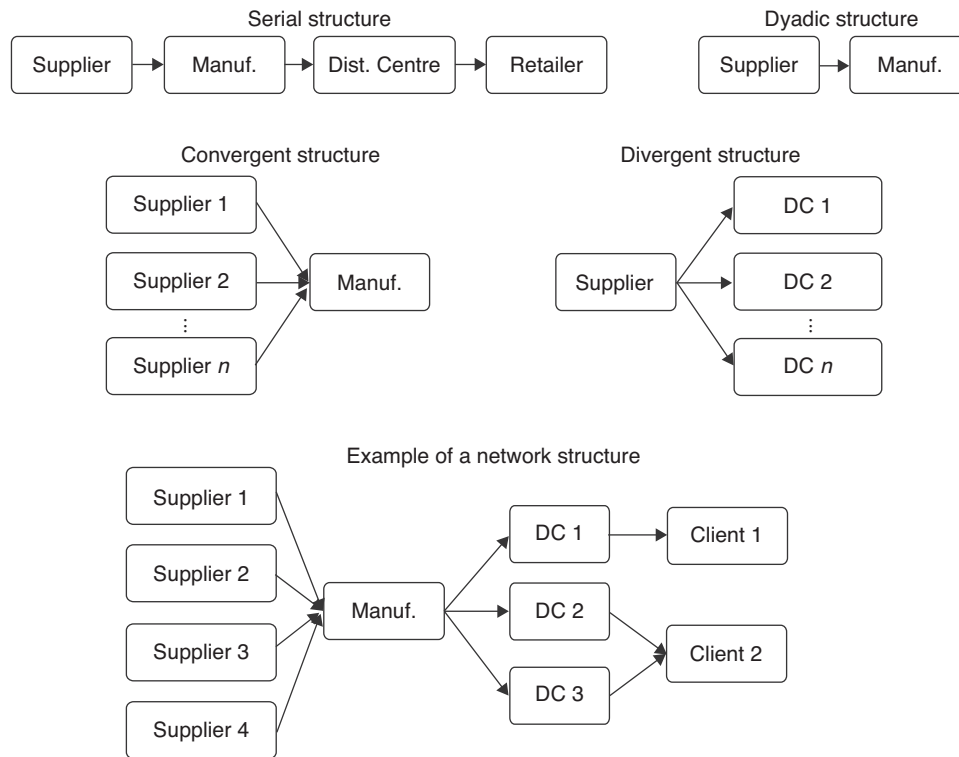 Serial structure
Supplier
Manuf.
Dist. Centre
Retailer
Dyadic structure
Supplier
Manuf.
Convergent structure
Supplier 1
Supplier 2
...
Supplier n
Manuf.
Divergent structure
Supplier
DC 1
DC 2
...
DC n
Example of a network structure
Supplier 1
Supplier 2
Supplier 3
Supplier 4
Manuf.
DC 1
DC 2
DC 3
Client 1
Client 2